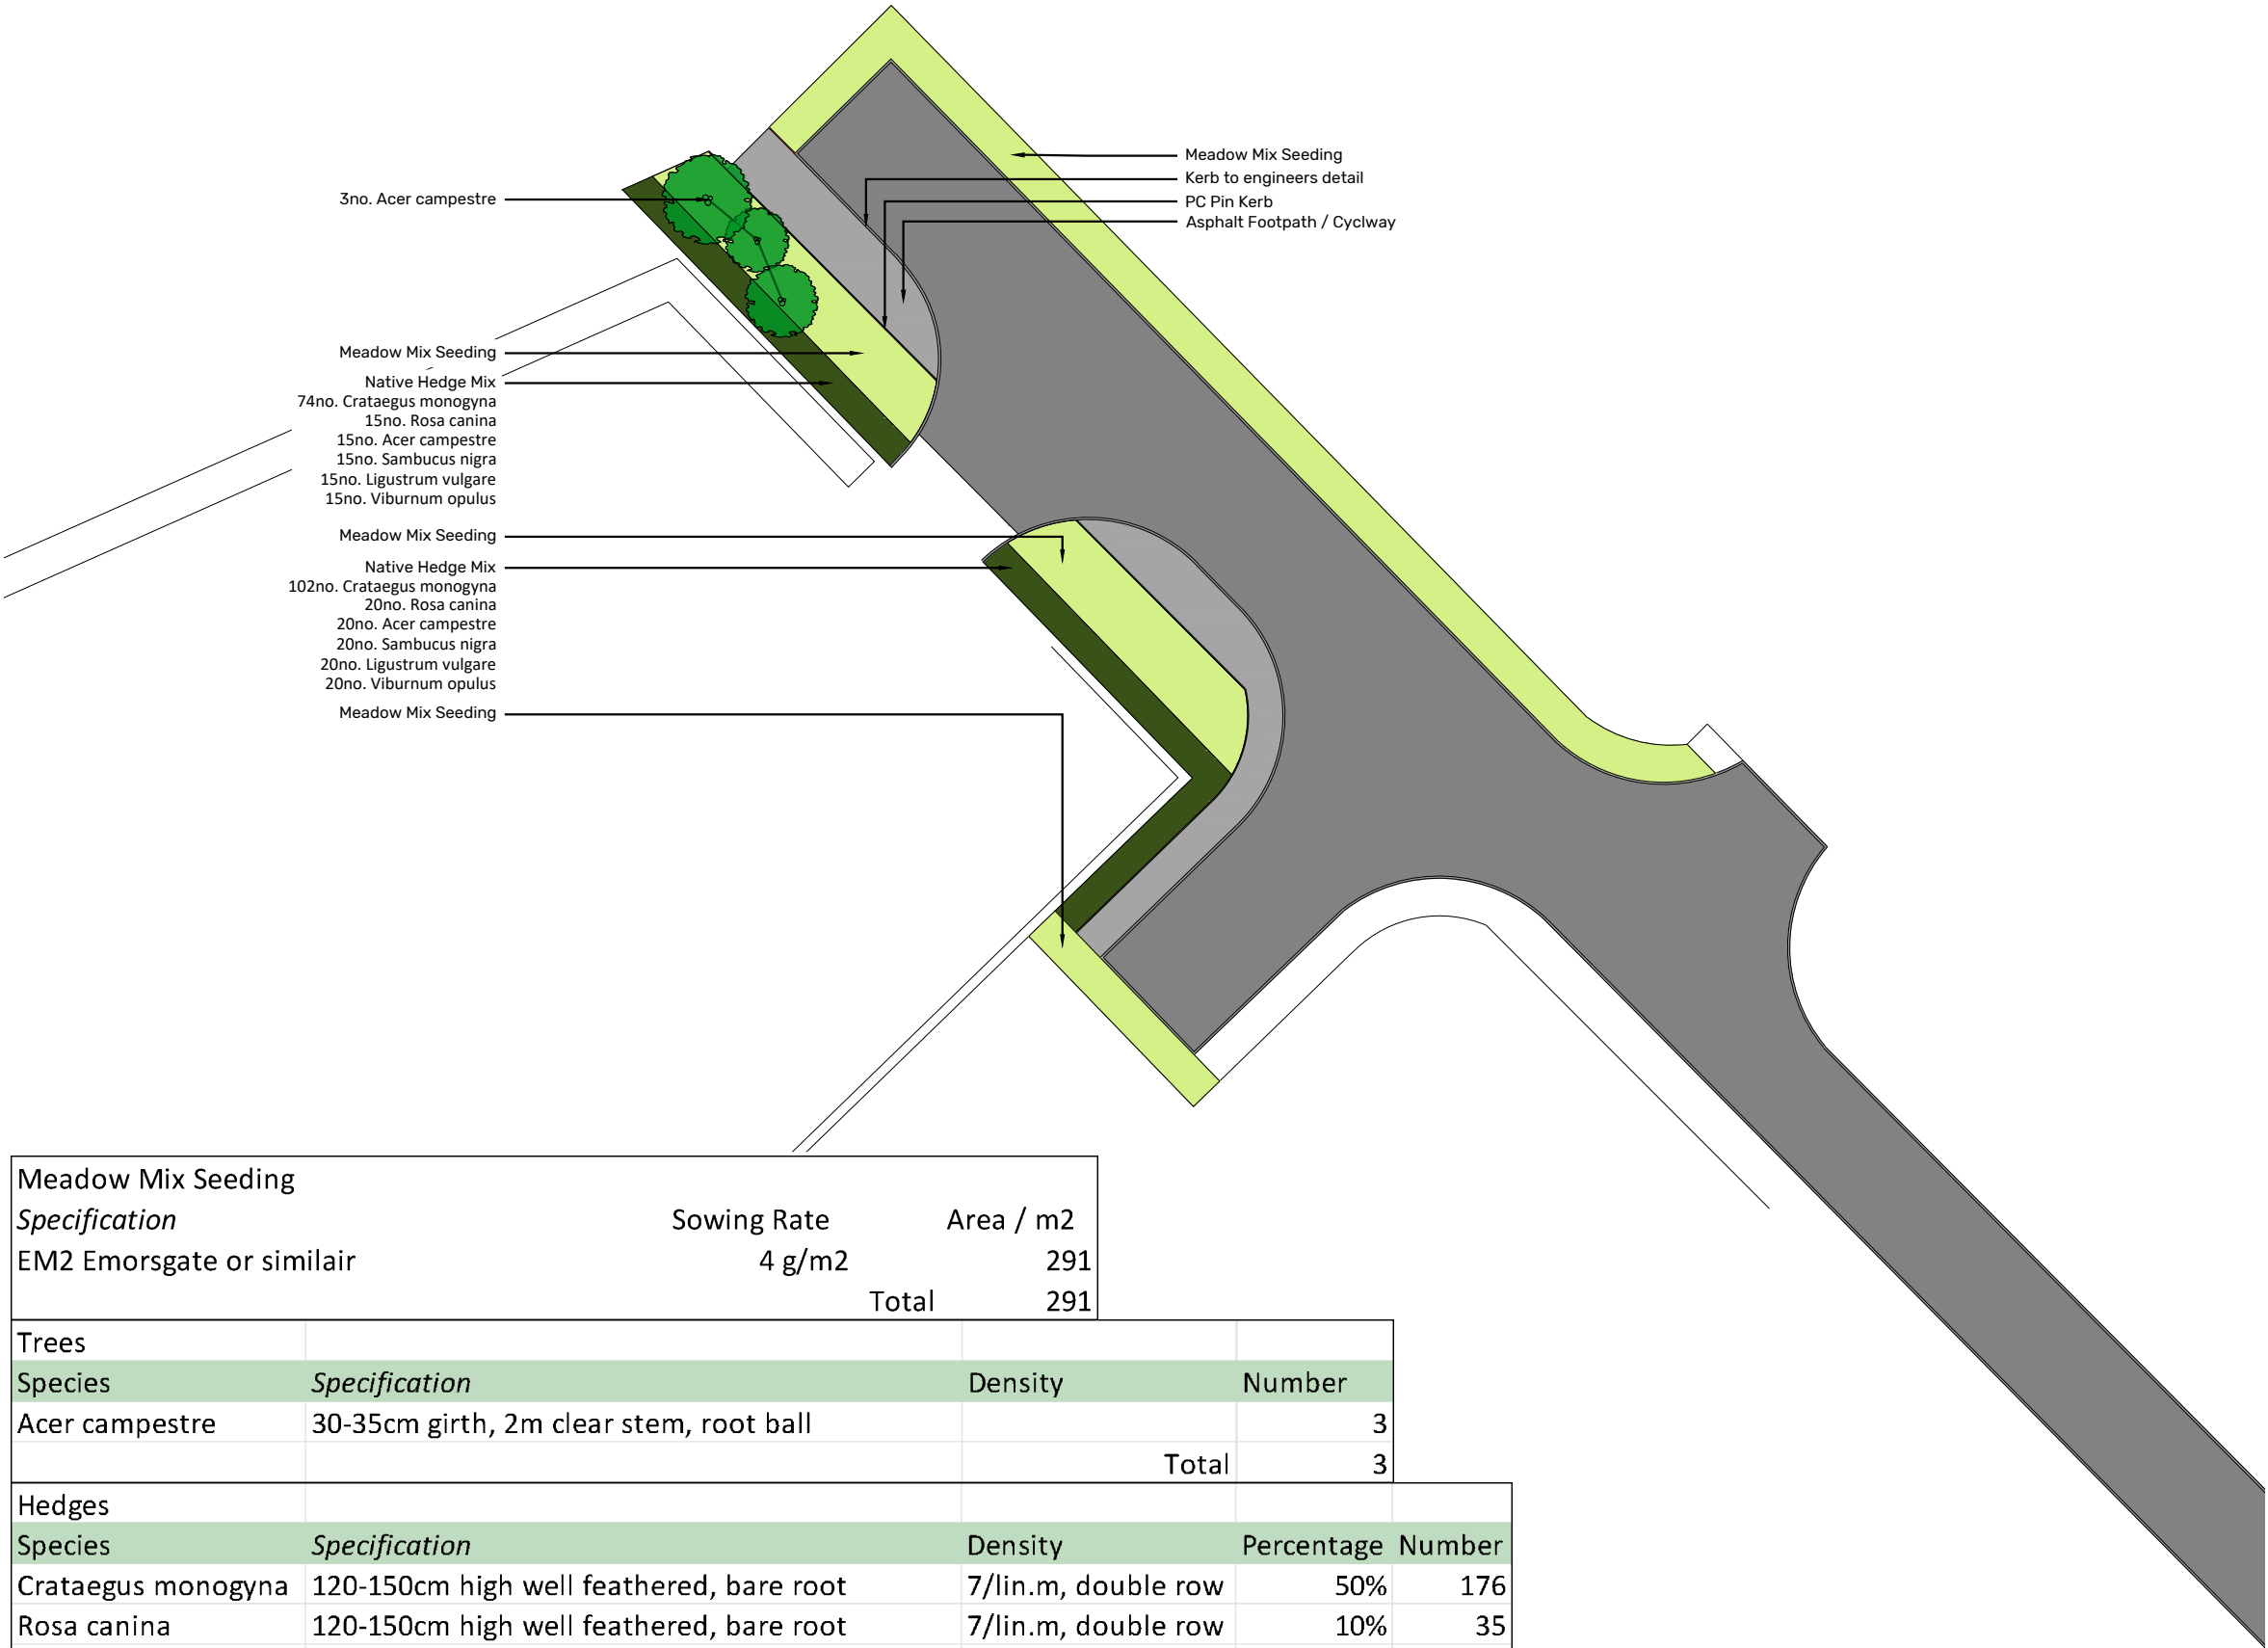 Meadow Mix Seeding
Kerb to engineers detail
PC Pin Kerb
Asphalt Footpath / Cyclway
3no. Acer campestre
Meadow Mix Seeding
Native Hedge Mix
74no. Crataegus monogyna
15no. Rosa canina
15no. Acer campestre
15no. Sambucus nigra
15no. Ligustrum vulgare
15no. Viburnum opulus
Meadow Mix Seeding
Native Hedge Mix
102no. Crataegus monogyna
20no. Rosa canina
20no. Acer campestre
20no. Sambucus nigra
20no. Ligustrum vulgare
20no. Viburnum opulus
Meadow Mix Seeding
Meadow Mix Seeding
Specification Sowing Rate Area / m2
EM2 Emorsgate or similair 4 g/m2 291
Total 291
Trees
Species Specification Density Number
Acer campestre 30-35cm girth, 2m clear stem, root ball 3
Total 3
Hedges
Species Specification Density Percentage Number
Crataegus monogyna 120-150cm high well feathered, bare root 7/lin.m, double row 50% 176
Rosa canina 120-150cm high well feathered, bare root 7/lin.m, double row 10% 35